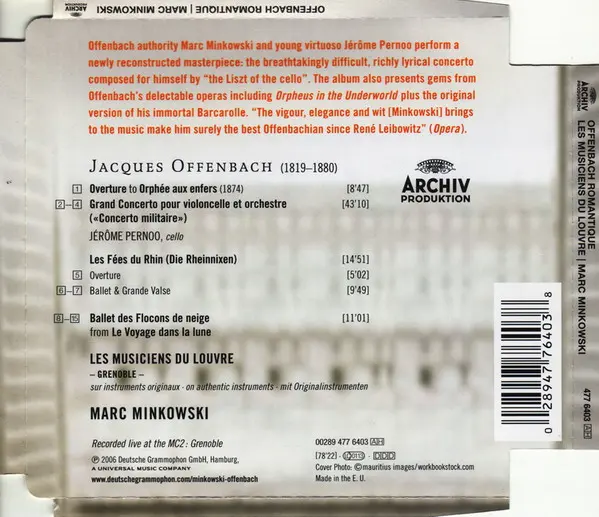 OFFENBACH ROMANTIQUE | MARC MINKOWSKI
Offenbach authority Marc Minkowski and young virtuoso Jérôme Pernoo perform a
newly reconstructed masterpiece: the breathtakingly difficult, richly lyrical concerto
composed for himself by “the Liszt of the cello”. The album also presents gems from
Offenbach's delectable operas including Orpheus in the Underworld plus the original
version of his immortal Barcarolle. “The vigour, elegance and wit [Minkowski] brings
to the music make him surely the best Offenbachian since René Leibowitz” (Opera).
JACQUES OFFENBACH (1819–1880)
1 Overture to Orphée aux enfers (1874) [8'47]
2–4 Grand Concerto pour violoncelle et orchestre [43'10]
(«Concerto militaire»)
JÉRÔME PERNOO, cello
Les Fées du Rhin (Die Rheinnixen) [14'51]
5 Overture [5'02]
6–7 Ballet & Grande Valse [9'49]
8–15 Ballet des Flocons de neige [11'01]
from Le Voyage dans la lune
LES MUSICIENS DU LOUVRE
– GRENOBLE –
sur instruments originaux · on authentic instruments · mit Originalinstrumenten
MARC MINKOWSKI
Recorded live at the MC2 : Grenoble
℗ 2006 Deutsche Grammophon GmbH, Hamburg,
A UNIVERSAL MUSIC COMPANY
www.deutschegrammophon.com/minkowski-offenbach
ARCHIV
PRODUKTION
00289 477 6403 AH
[78'22] · LC 0113 · DDD
Cover Photo: © mauritius images/workbookstock.com
Made in the E. U.
0 28947 76403 8
ARCHIV
PRODUKTION
OFFENBACH ROMANTIQUE
LES MUSICIENS DU LOUVRE | MARC MINKOWSKI
477 6403 AH